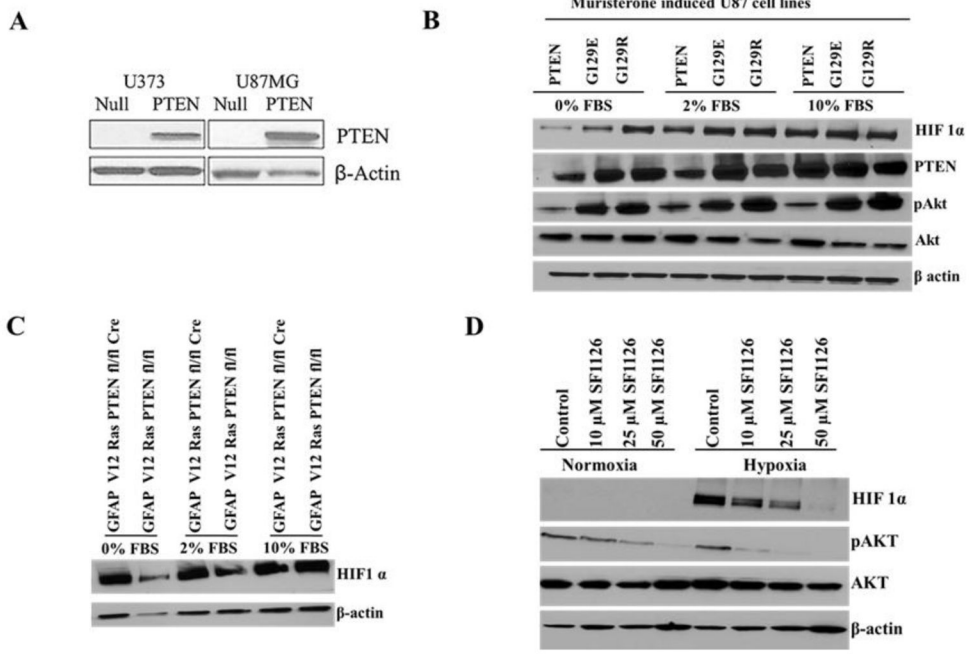 A
U373 U87MG
Null PTEN Null PTEN
PTEN
β-Actin
B
Muristerone induced U87 cell lines
PTEN G129E G129R PTEN G129E G129R PTEN G129E G129R
0% FBS 2% FBS 10% FBS
HIF 1α
PTEN
pAkt
Akt
β actin
C
GFAP V12 Ras PTEN fl/fl Cre
GFAP V12 Ras PTEN fl/fl
GFAP V12 Ras PTEN fl/fl Cre
GFAP V12 Ras PTEN fl/fl
GFAP V12 Ras PTEN fl/fl Cre
GFAP V12 Ras PTEN fl/fl
0% FBS 2% FBS 10% FBS
HIF1 α
β-actin
D
Control
10 µM SF1126
25 µM SF1126
50 µM SF1126
Control
10 µM SF1126
25 µM SF1126
50 µM SF1126
Normoxia Hypoxia
HIF 1α
pAKT
AKT
β-actin